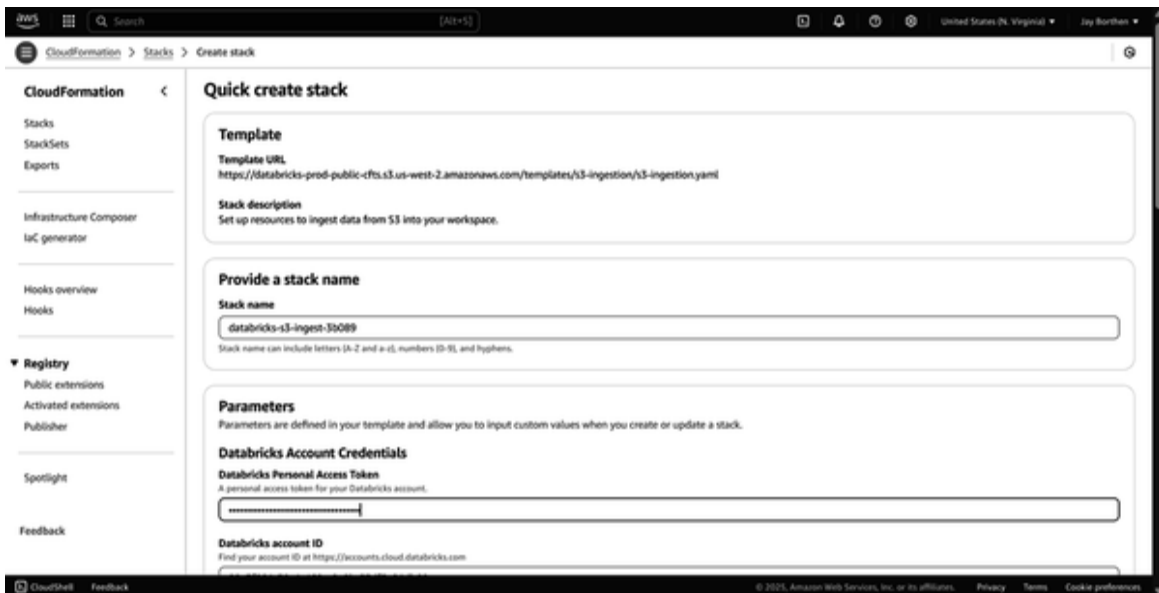 aws
Search
[Alt+S]
United States (N. Virginia)
Jay Borthen
CloudFormation > Stacks > Create stack
CloudFormation
Stacks
StackSets
Exports
Infrastructure Composer
IaC generator
Hooks overview
Hooks
Registry
Public extensions
Activated extensions
Publisher
Spotlight
Feedback
Quick create stack
Template
Template URL
https://databricks-prod-public-cfts.s3.us-west-2.amazonaws.com/templates/s3-ingestion/s3-ingestion.yaml
Stack description
Set up resources to ingest data from S3 into your workspace.
Provide a stack name
Stack name
databricks-s3-ingest-3b089
Stack name can include letters (A-Z and a-z), numbers (0-9), and hyphens.
Parameters
Parameters are defined in your template and allow you to input custom values when you create or update a stack.
Databricks Account Credentials
Databricks Personal Access Token
A personal access token for your Databricks account.
Databricks account ID
Find your account ID at https://accounts.cloud.databricks.com
CloudShell
Feedback
© 2025, Amazon Web Services, Inc. or its affiliates.
Privacy
Terms
Cookie preferences